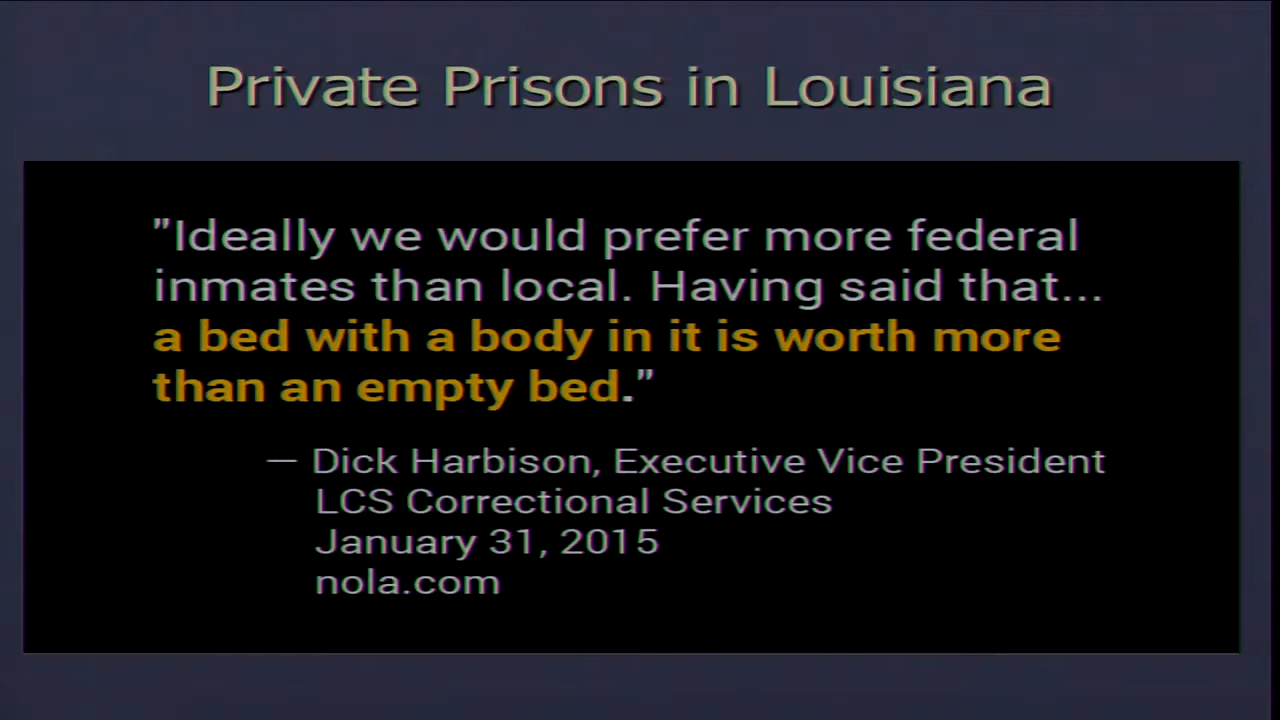 Private Prisons in Louisiana
"Ideally we would prefer more federal
inmates than local. Having said that...
a bed with a body in it is worth more
than an empty bed."
— Dick Harbison, Executive Vice President
LCS Correctional Services
January 31, 2015
nola.com